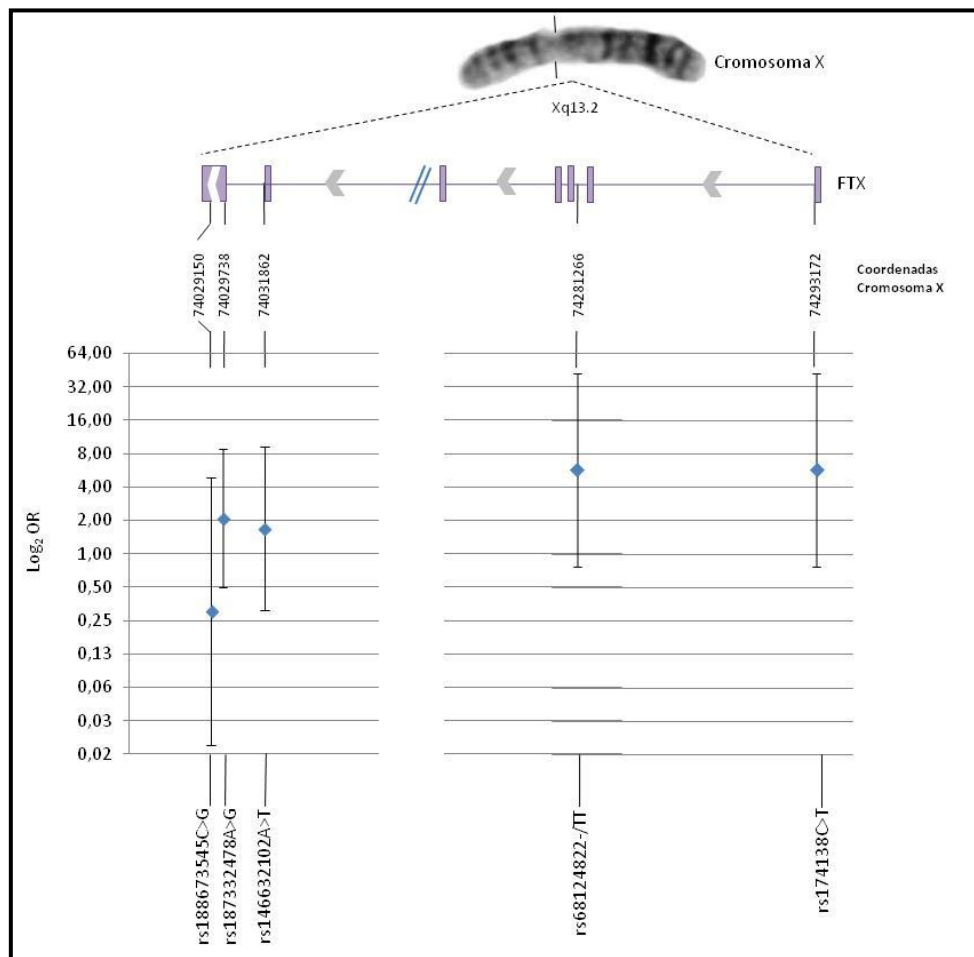 Cromosoma X
Xq13.2
FTX
74029150
74029738
74031862
74281266
74293172
Coordenadas
Cromosoma X
64,00
32,00
16,00
8,00
4,00
2,00
1,00
0,50
0,25
0,13
0,06
0,03
0,02
Log₂ OR
rs188673545C>G
rs187332478A>G
rs146632102A>T
rs68124822-/TT
rs174138C>T